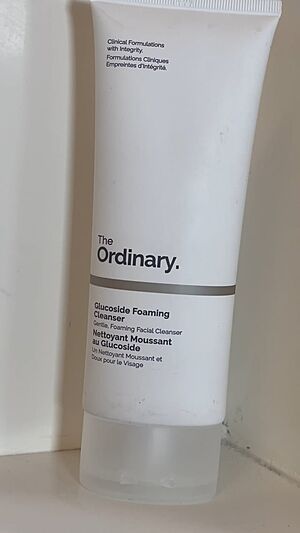 Clinical Formulations
with Integrity.
Formulations Cliniques
Empreintes d'Intégrité.
The
Ordinary.
Glucoside Foaming
Cleanser
Gentle, Foaming Facial Cleanser
Nettoyant Moussant
au Glucoside
Un Nettoyant Moussant et
Doux pour le Visage